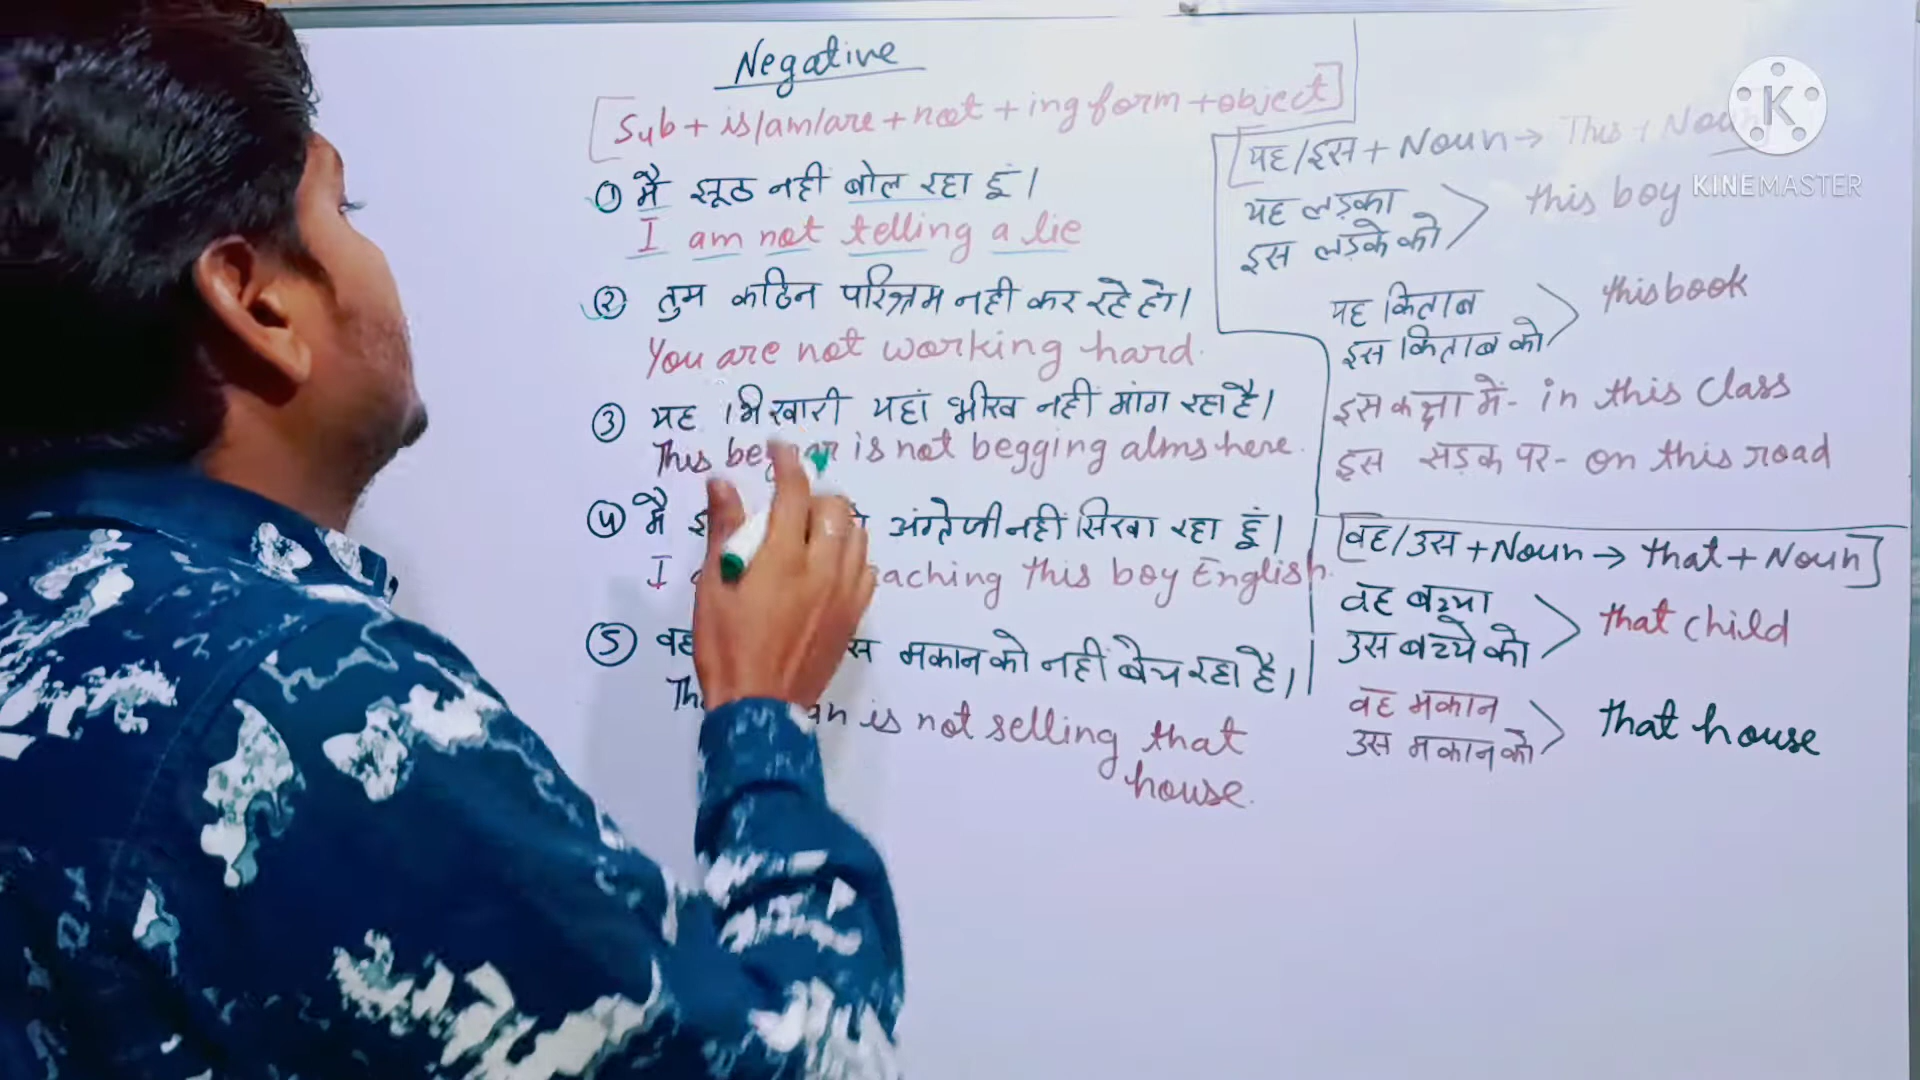 Negative
[Sub + is/am/are + not + ing form + object]
① मै झूठ नही बोल रहा हूं।
I am not telling a lie
② तुम कठिन परिश्रम नही कर रहे हो।
You are not working hard.
③ यह भिखारी यहां भीख नही मांग रहा है।
This beggar is not begging alms here.
④ मै अंग्रेजी नही सिखा रहा हूं।
I this boy English.
⑤ मकान को नही बेच रहा है।
is not selling that
house.
[यह/इस + Noun → This + Noun]
यह लड़का
इस लड़के को
this boy
यह किताब
इस किताब को
this book
इस कक्षा में - in this class
इस सड़क पर - on this road
[वह/उस + Noun → that + Noun]
वह बच्चा
उस बच्चे को
that child
वह मकान
उस मकान को
that house
K
KINEMASTER